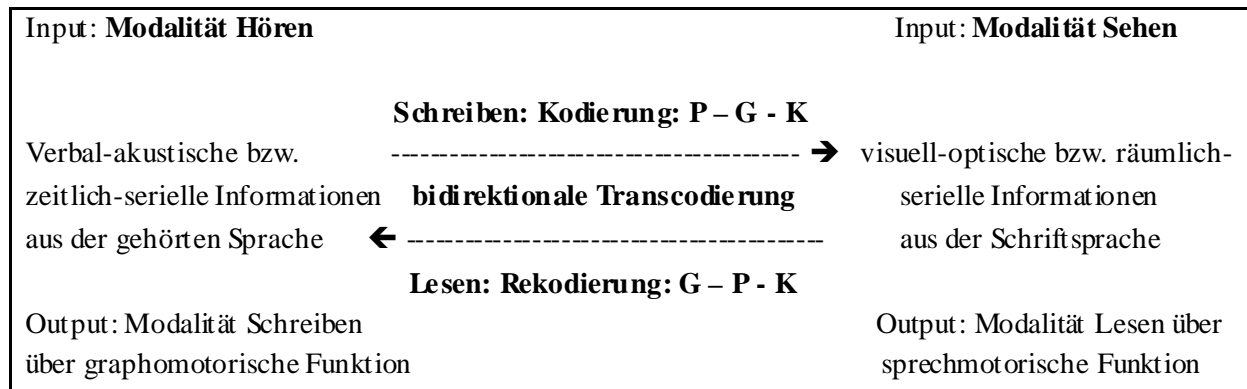 Input: Modalität Hören Input: Modalität Sehen
Schreiben: Kodierung: P – G - K
Verbal-akustische bzw. ------------------------------------------ ➔ visuell-optische bzw. räumlich-
zeitlich-serielle Informationen bidirektionale Transcodierung serielle Informationen
aus der gehörten Sprache 🡸 ------------------------------------------- aus der Schriftsprache
Lesen: Rekodierung: G – P - K
Output: Modalität Schreiben Output: Modalität Lesen über
über graphomotorische Funktion sprechmotorische Funktion